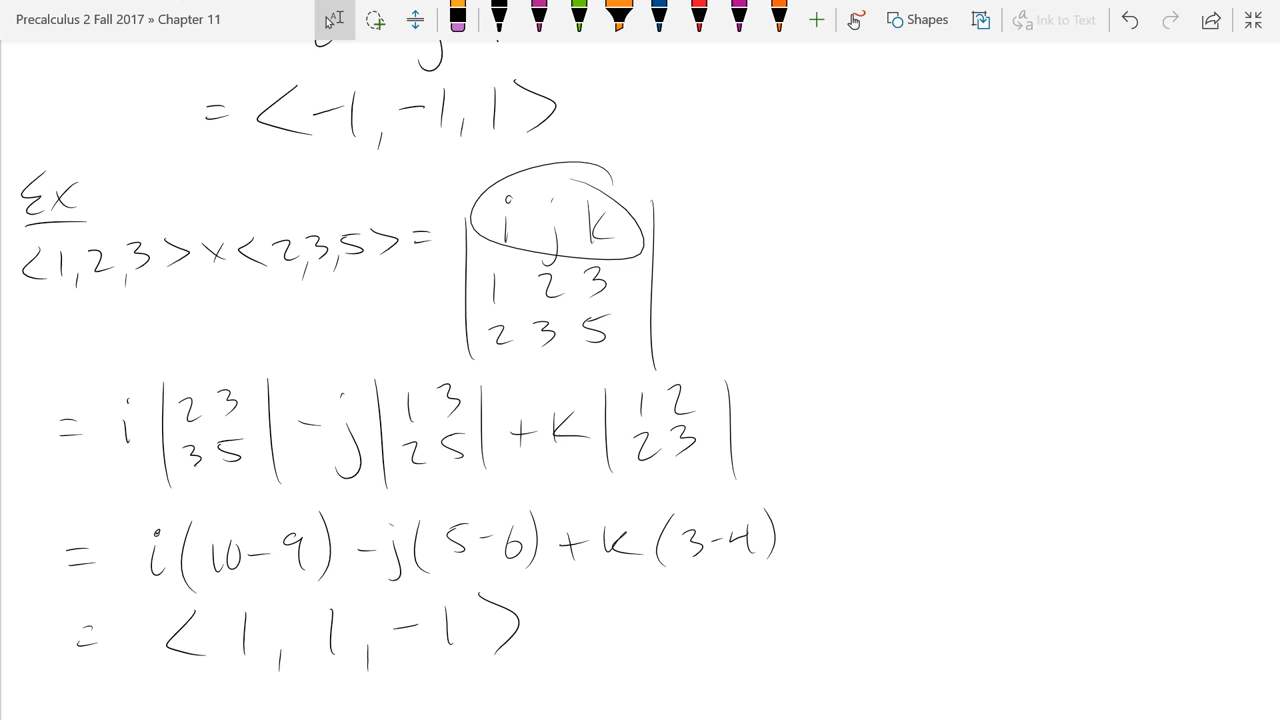 Precalculus 2 Fall 2017 » Chapter 11
Shapes
Ink to Text
= <-1, -1, 1>
Ex
<1, 2, 3> x <2, 3, 5> = | i j k |
| 1 2 3 |
| 2 3 5 |
= i | 2 3 | - j | 1 3 | + k | 1 2 |
| 3 5 | | 2 5 | | 2 3 |
= i(10-9) - j(5-6) + k(3-4)
= <1, 1, -1>